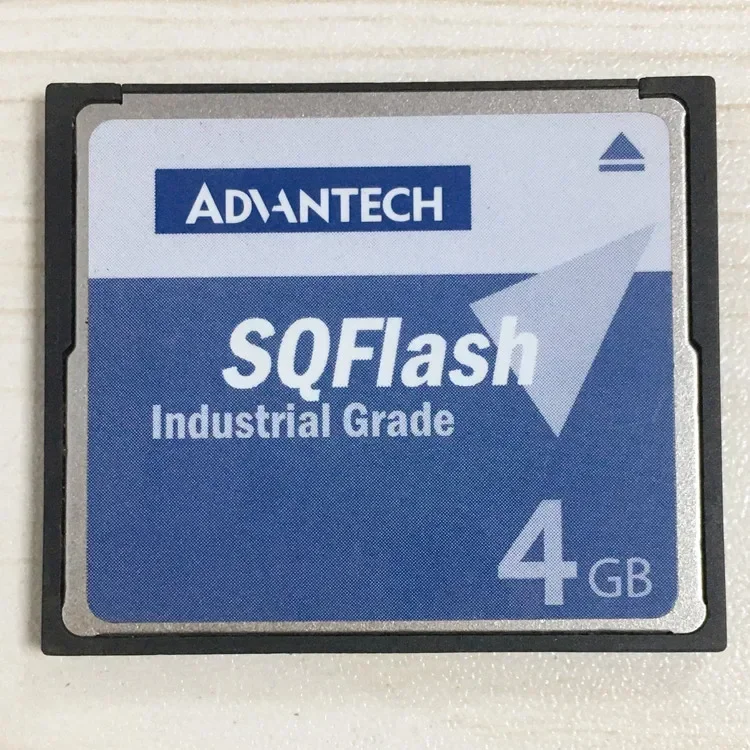 ADVANTECH
SQFlash
Industrial Grade
4 GB